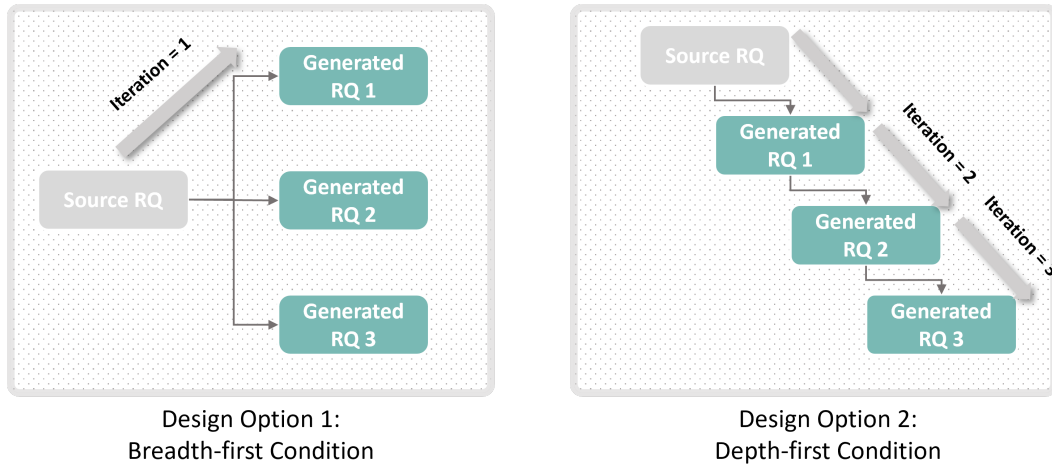 Iteration = 1
Source RQ
Generated
RQ 1
Generated
RQ 2
Generated
RQ 3
Design Option 1:
Breadth-first Condition
Source RQ
Generated
RQ 1
Iteration = 2
Generated
RQ 2
Iteration = 3
Generated
RQ 3
Design Option 2:
Depth-first Condition